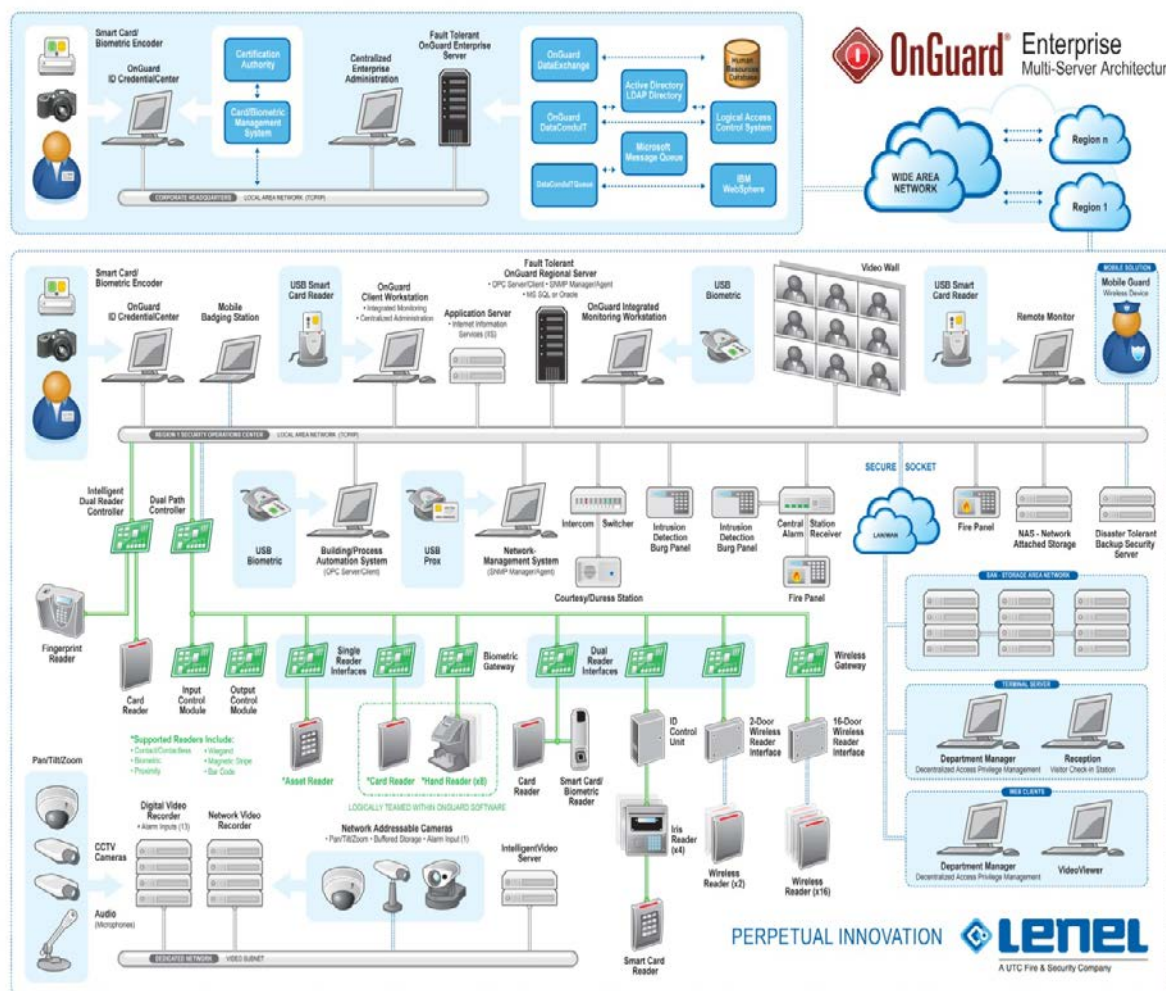 Smart Card/
Biometric Encoder
OnGuard
ID CredentialCenter
Certification
Authority
Card/Biometric
Management
System
Centralized
Enterprise
Administration
Fault Tolerant
OnGuard Enterprise
Server
OnGuard
DataExchange
Human
Resources
Database
Active Directory
LDAP Directory
OnGuard
DataConduIT
Logical Access
Control System
Microsoft
Message Queue
DataConduITQueue
IBM
WebSphere
CORPORATE HEADQUARTERS LOCAL AREA NETWORK (TCP/IP)
OnGuard® Enterprise
Multi-Server Architecture
WIDE AREA
NETWORK
Region n
Region 1
Smart Card/
Biometric Encoder
OnGuard
ID CredentialCenter
Mobile
Badging Station
USB Smart
Card Reader
OnGuard
Client Workstation
• Integrated Monitoring
• Centralized Administration
Application Server
• Internet Information
Services (IIS)
Fault Tolerant
OnGuard Regional Server
• OPC Server/Client • SNMP Manager/Agent
• MS SQL or Oracle
OnGuard Integrated
Monitoring Workstation
USB
Biometric
Video Wall
USB Smart
Card Reader
Remote Monitor
MOBILE SOLUTION
Mobile Guard
Wireless Device
REGION 1 SECURITY OPERATIONS CENTER LOCAL AREA NETWORK (TCP/IP)
Intelligent
Dual Reader
Controller
Dual Path
Controller
USB
Biometric
Building/Process
Automation System
(OPC Server/Client)
USB
Prox
Network-
Management System
(SNMP Manager/Agent)
Intercom Switcher
Courtesy/Duress Station
Intrusion
Detection
Burg Panel
Intrusion
Detection
Burg Panel
Central Station
Alarm Receiver
Fire Panel
SECURE SOCKET
LAN/WAN
Fire Panel
NAS - Network
Attached Storage
Disaster Tolerant
Backup Security
Server
SAN - STORAGE AREA NETWORK
Fingerprint
Reader
Card
Reader
Input
Control
Module
Output
Control
Module
Single
Reader
Interfaces
Biometric
Gateway
Dual
Reader
Interfaces
Wireless
Gateway
*Supported Readers Include:
• Contact/Contactless • Wiegand
• Biometric • Magnetic Stripe
• Proximity • Bar Code
*Asset Reader
*Card Reader
*Hand Reader (x8)
LOGICALLY TEAMED WITHIN ONGUARD SOFTWARE
Card
Reader
Smart Card/
Biometric
Reader
ID
Control
Unit
2-Door
Wireless
Reader
Interface
16-Door
Wireless
Reader
Interface
Iris
Reader
(x4)
Wireless
Reader (x2)
Wireless
Reader (x16)
Smart Card
Reader
TERMINAL SERVER
Department Manager
Decentralized Access Privilege Management
Reception
Visitor Check-in Station
WEB CLIENTS
Department Manager
Decentralized Access Privilege Management
VideoViewer
Pan/Tilt/Zoom
CCTV
Cameras
Audio
(Microphones)
Digital Video
Recorder
• Alarm Inputs (13)
Network Video
Recorder
Network Addressable Cameras
• Pan/Tilt/Zoom • Buffered Storage • Alarm Input (1)
IntelligentVideo
Server
DEDICATED NETWORK VIDEO SUBNET
PERPETUAL INNOVATION
LENEL
A UTC Fire & Security Company